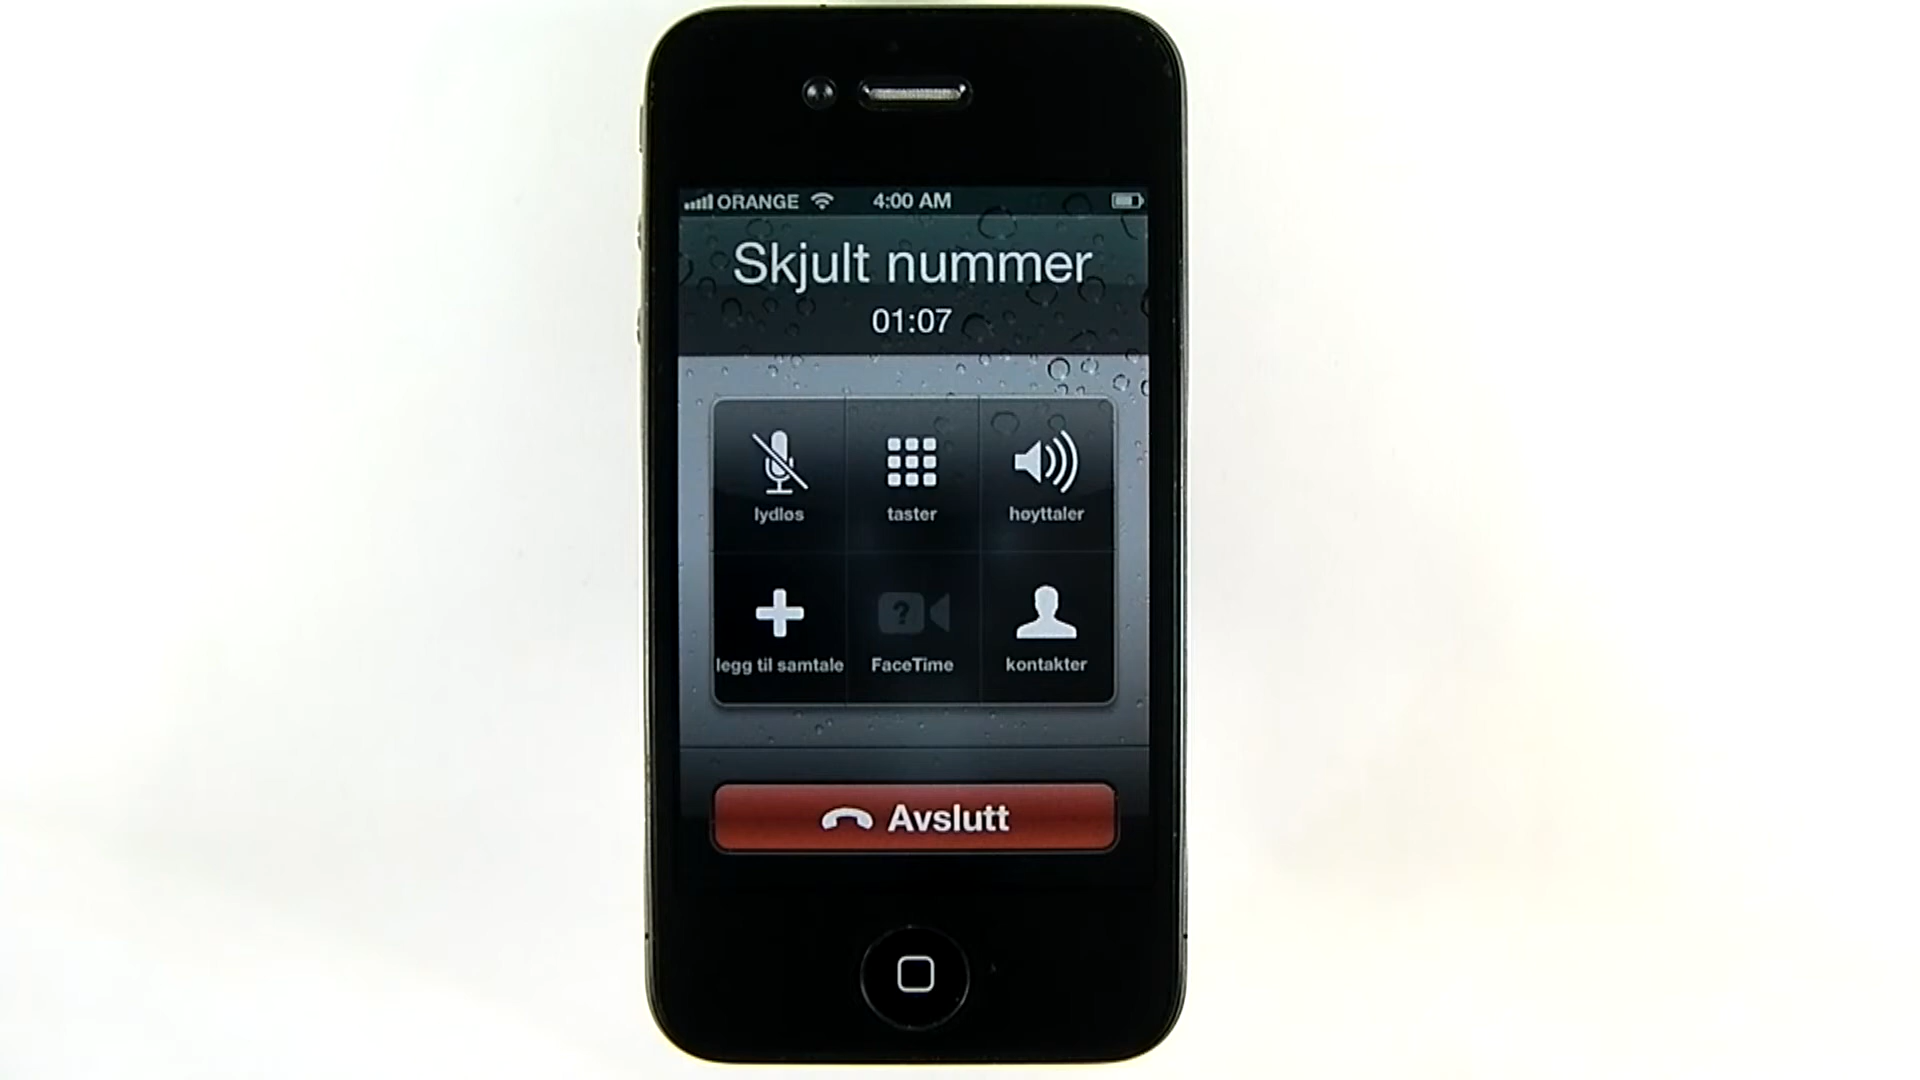 ORANGE 4:00 AM
Skjult nummer
01:07
lydløs taster høyttaler
?
legg til samtale FaceTime kontakter
Avslutt